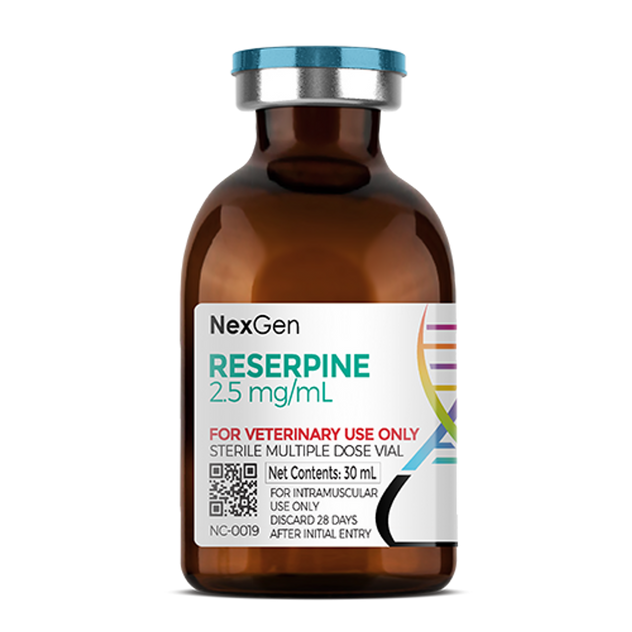 NexGen
RESERPINE
2.5 mg/mL
FOR VETERINARY USE ONLY
STERILE MULTIPLE DOSE VIAL
Net Contents: 30 mL
FOR INTRAMUSCULAR
USE ONLY
DISCARD 28 DAYS
AFTER INITIAL ENTRY
NC-0019